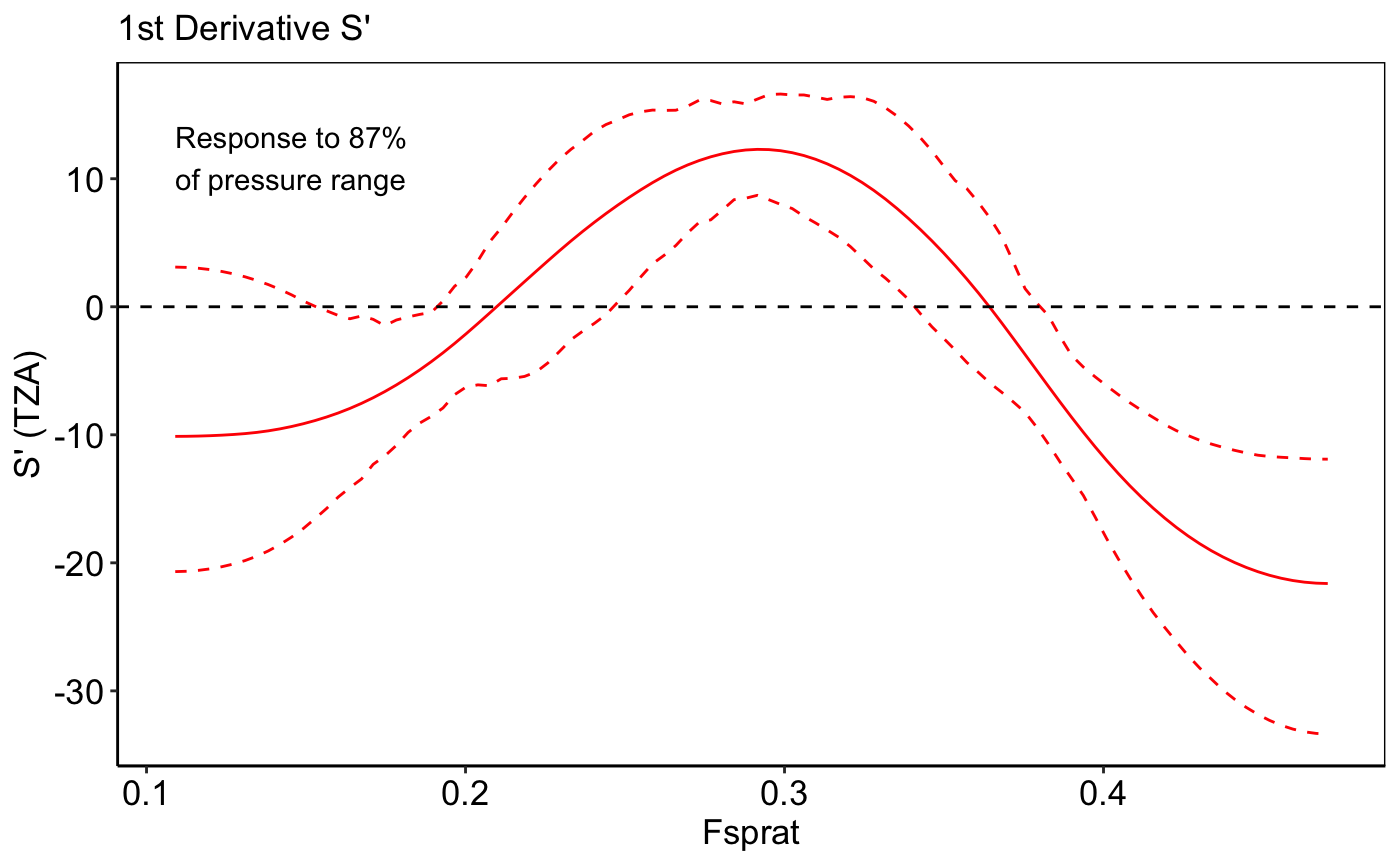 1st Derivative S'
Response to 87%
of pressure range
10
0
-10
-20
-30
S' (TZA)
0.1
0.2
0.3
0.4
Fsprat